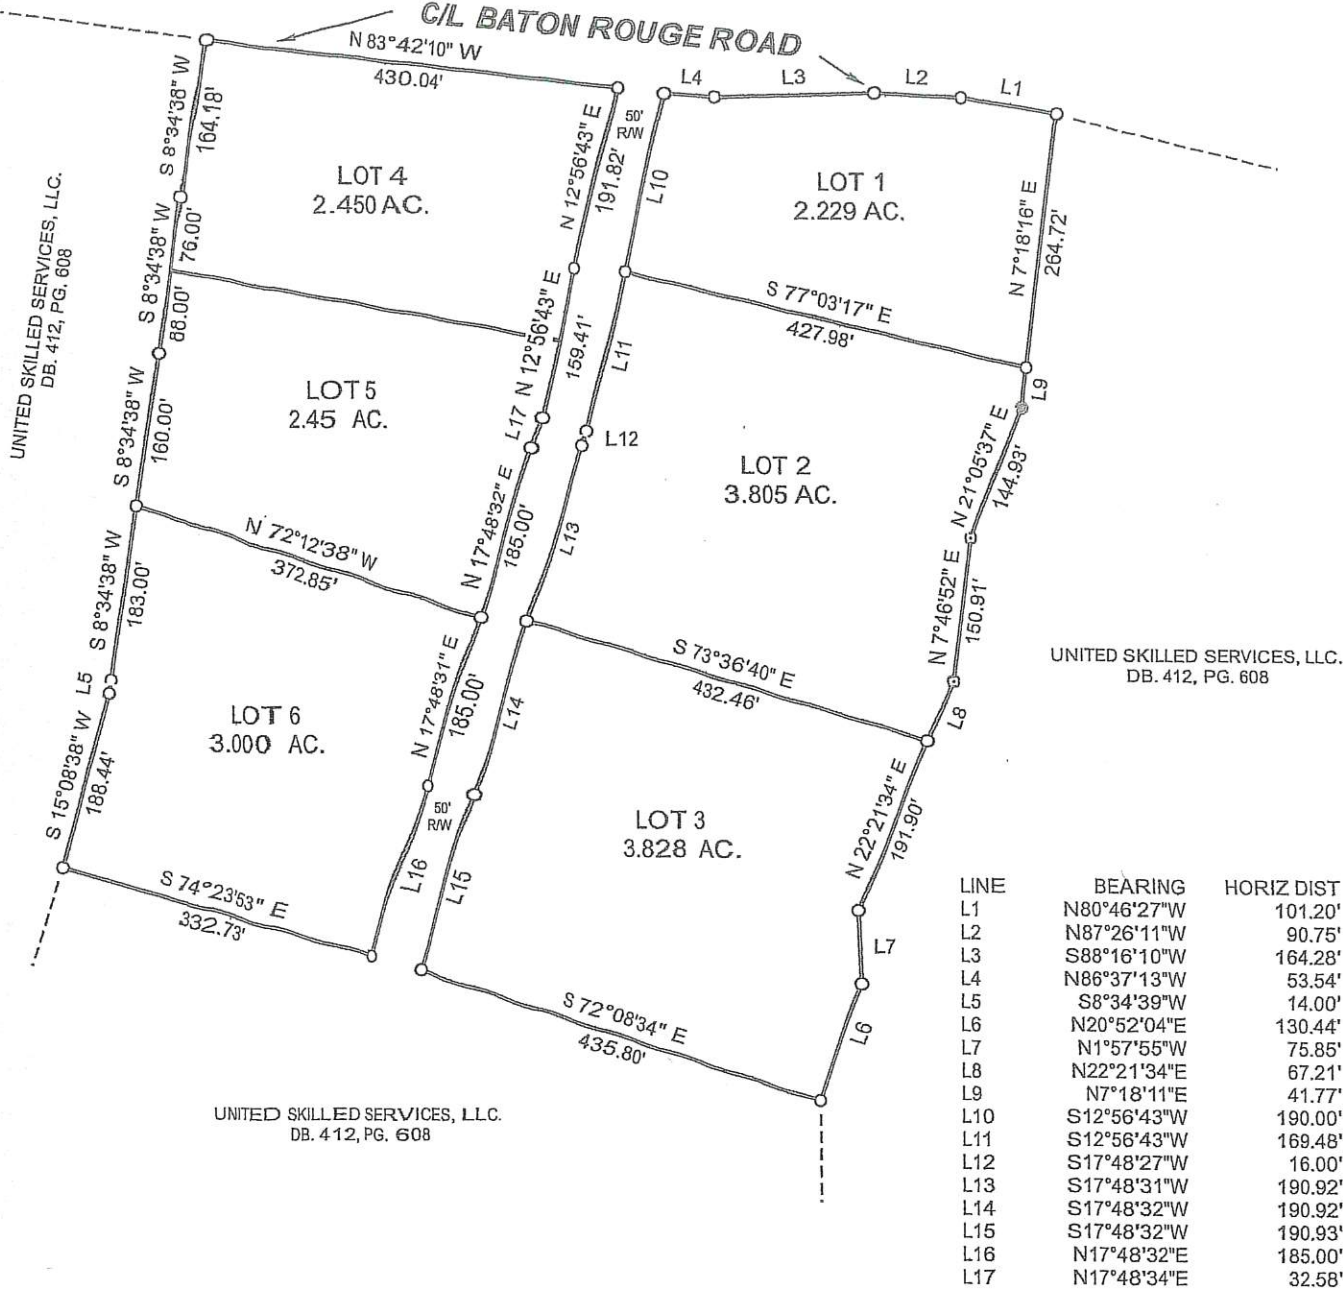 C/L BATON ROUGE ROAD
N 83°42'10" W
430.04'
L4
L3
L2
L1
S 8°34'38" W
164.18'
50'
R/W
N 12°56'43" E
191.82'
L10
LOT 4
2.450 AC.
LOT 1
2.229 AC.
N 7°18'16" E
264.72'
UNITED SKILLED SERVICES, LLC.
DB. 412, PG. 608
S 8°34'38" W
76.00'
S 8°34'38" W
88.00'
S 77°03'17" E
427.98'
N 12°56'43" E
159.41'
L11
L9
LOT 5
2.45 AC.
L17
L12
S 8°34'38" W
160.00'
LOT 2
3.805 AC.
N 21°05'37" E
144.93'
N 17°48'32" E
185.00'
L13
N 72°12'38" W
372.85'
S 8°34'38" W
183.00'
N 7°46'52" E
150.91'
UNITED SKILLED SERVICES, LLC.
DB. 412, PG. 608
S 73°36'40" E
432.46'
L5
N 17°48'31" E
185.00'
L14
L8
LOT 6
3.000 AC.
S 15°08'38" W
188.44'
50'
R/W
LOT 3
3.828 AC.
N 22°21'34" E
191.90'
L16
L15
S 74°23'53" E
332.73'
L7
S 72°08'34" E
435.80'
L6
UNITED SKILLED SERVICES, LLC.
DB. 412, PG. 608
LINE BEARING HORIZ DIST
L1 N80°46'27"W 101.20'
L2 N87°26'11"W 90.75'
L3 S88°16'10"W 164.28'
L4 N86°37'13"W 53.54'
L5 S8°34'39"W 14.00'
L6 N20°52'04"E 130.44'
L7 N1°57'55"W 75.85'
L8 N22°21'34"E 67.21'
L9 N7°18'11"E 41.77'
L10 S12°56'43"W 190.00'
L11 S12°56'43"W 169.48'
L12 S17°48'27"W 16.00'
L13 S17°48'31"W 190.92'
L14 S17°48'32"W 190.92'
L15 S17°48'32"W 190.93'
L16 N17°48'32"E 185.00'
L17 N17°48'34"E 32.58'